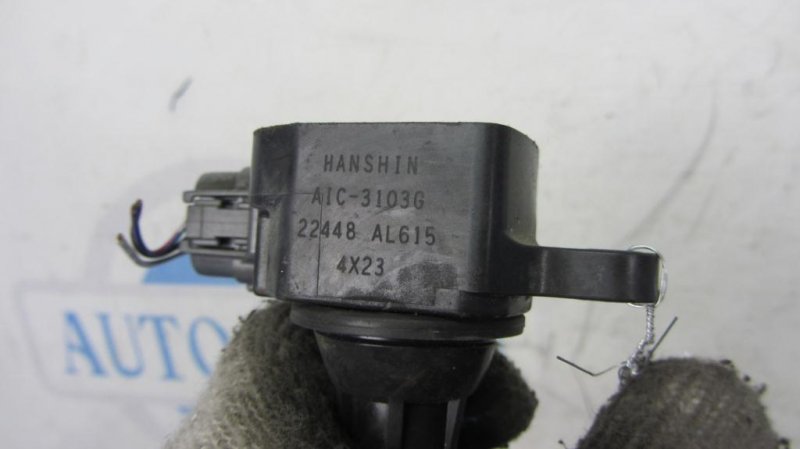 HANSHIN
AIC-3103G
22448 AL615
4X23
AUTO